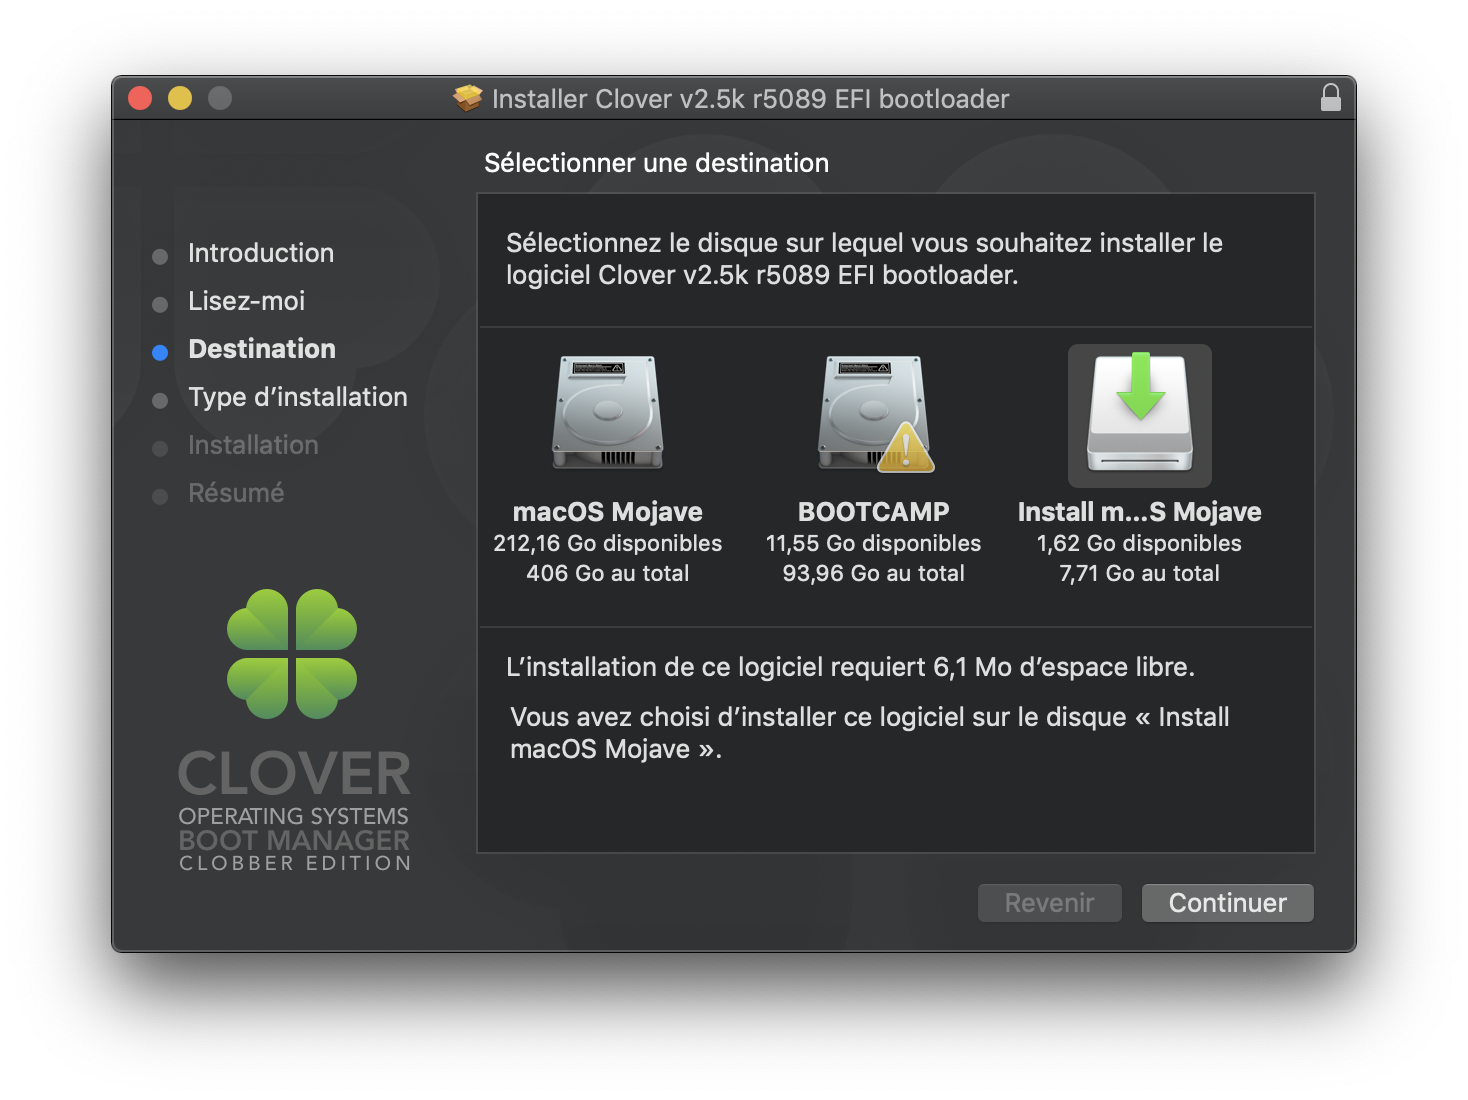 Installer Clover v2.5k r5089 EFI bootloader
Sélectionner une destination
Introduction
Lisez-moi
Destination
Type d’installation
Installation
Résumé
CLOVER
OPERATING SYSTEMS
BOOT MANAGER
CLOBBER EDITION
Sélectionnez le disque sur lequel vous souhaitez installer le
logiciel Clover v2.5k r5089 EFI bootloader.
macOS Mojave
212,16 Go disponibles
406 Go au total
BOOTCAMP
11,55 Go disponibles
93,96 Go au total
Install m...S Mojave
1,62 Go disponibles
7,71 Go au total
L’installation de ce logiciel requiert 6,1 Mo d’espace libre.
Vous avez choisi d’installer ce logiciel sur le disque « Install
macOS Mojave ».
Revenir
Continuer